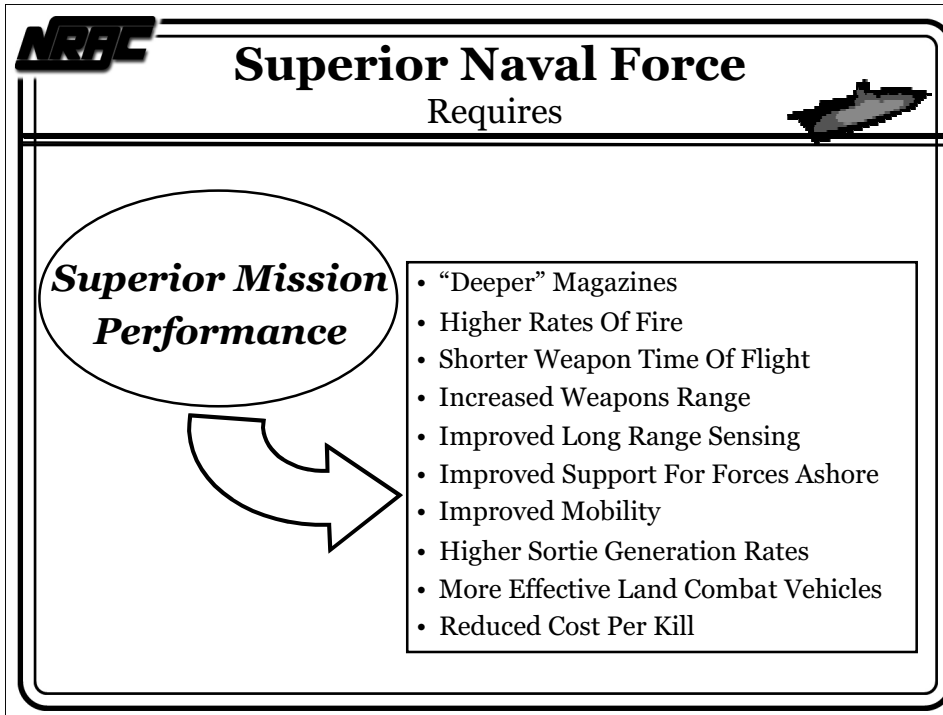 NRAC
Superior Naval Force
Requires
Superior Mission
Performance
• “Deeper” Magazines
• Higher Rates Of Fire
• Shorter Weapon Time Of Flight
• Increased Weapons Range
• Improved Long Range Sensing
• Improved Support For Forces Ashore
• Improved Mobility
• Higher Sortie Generation Rates
• More Effective Land Combat Vehicles
• Reduced Cost Per Kill